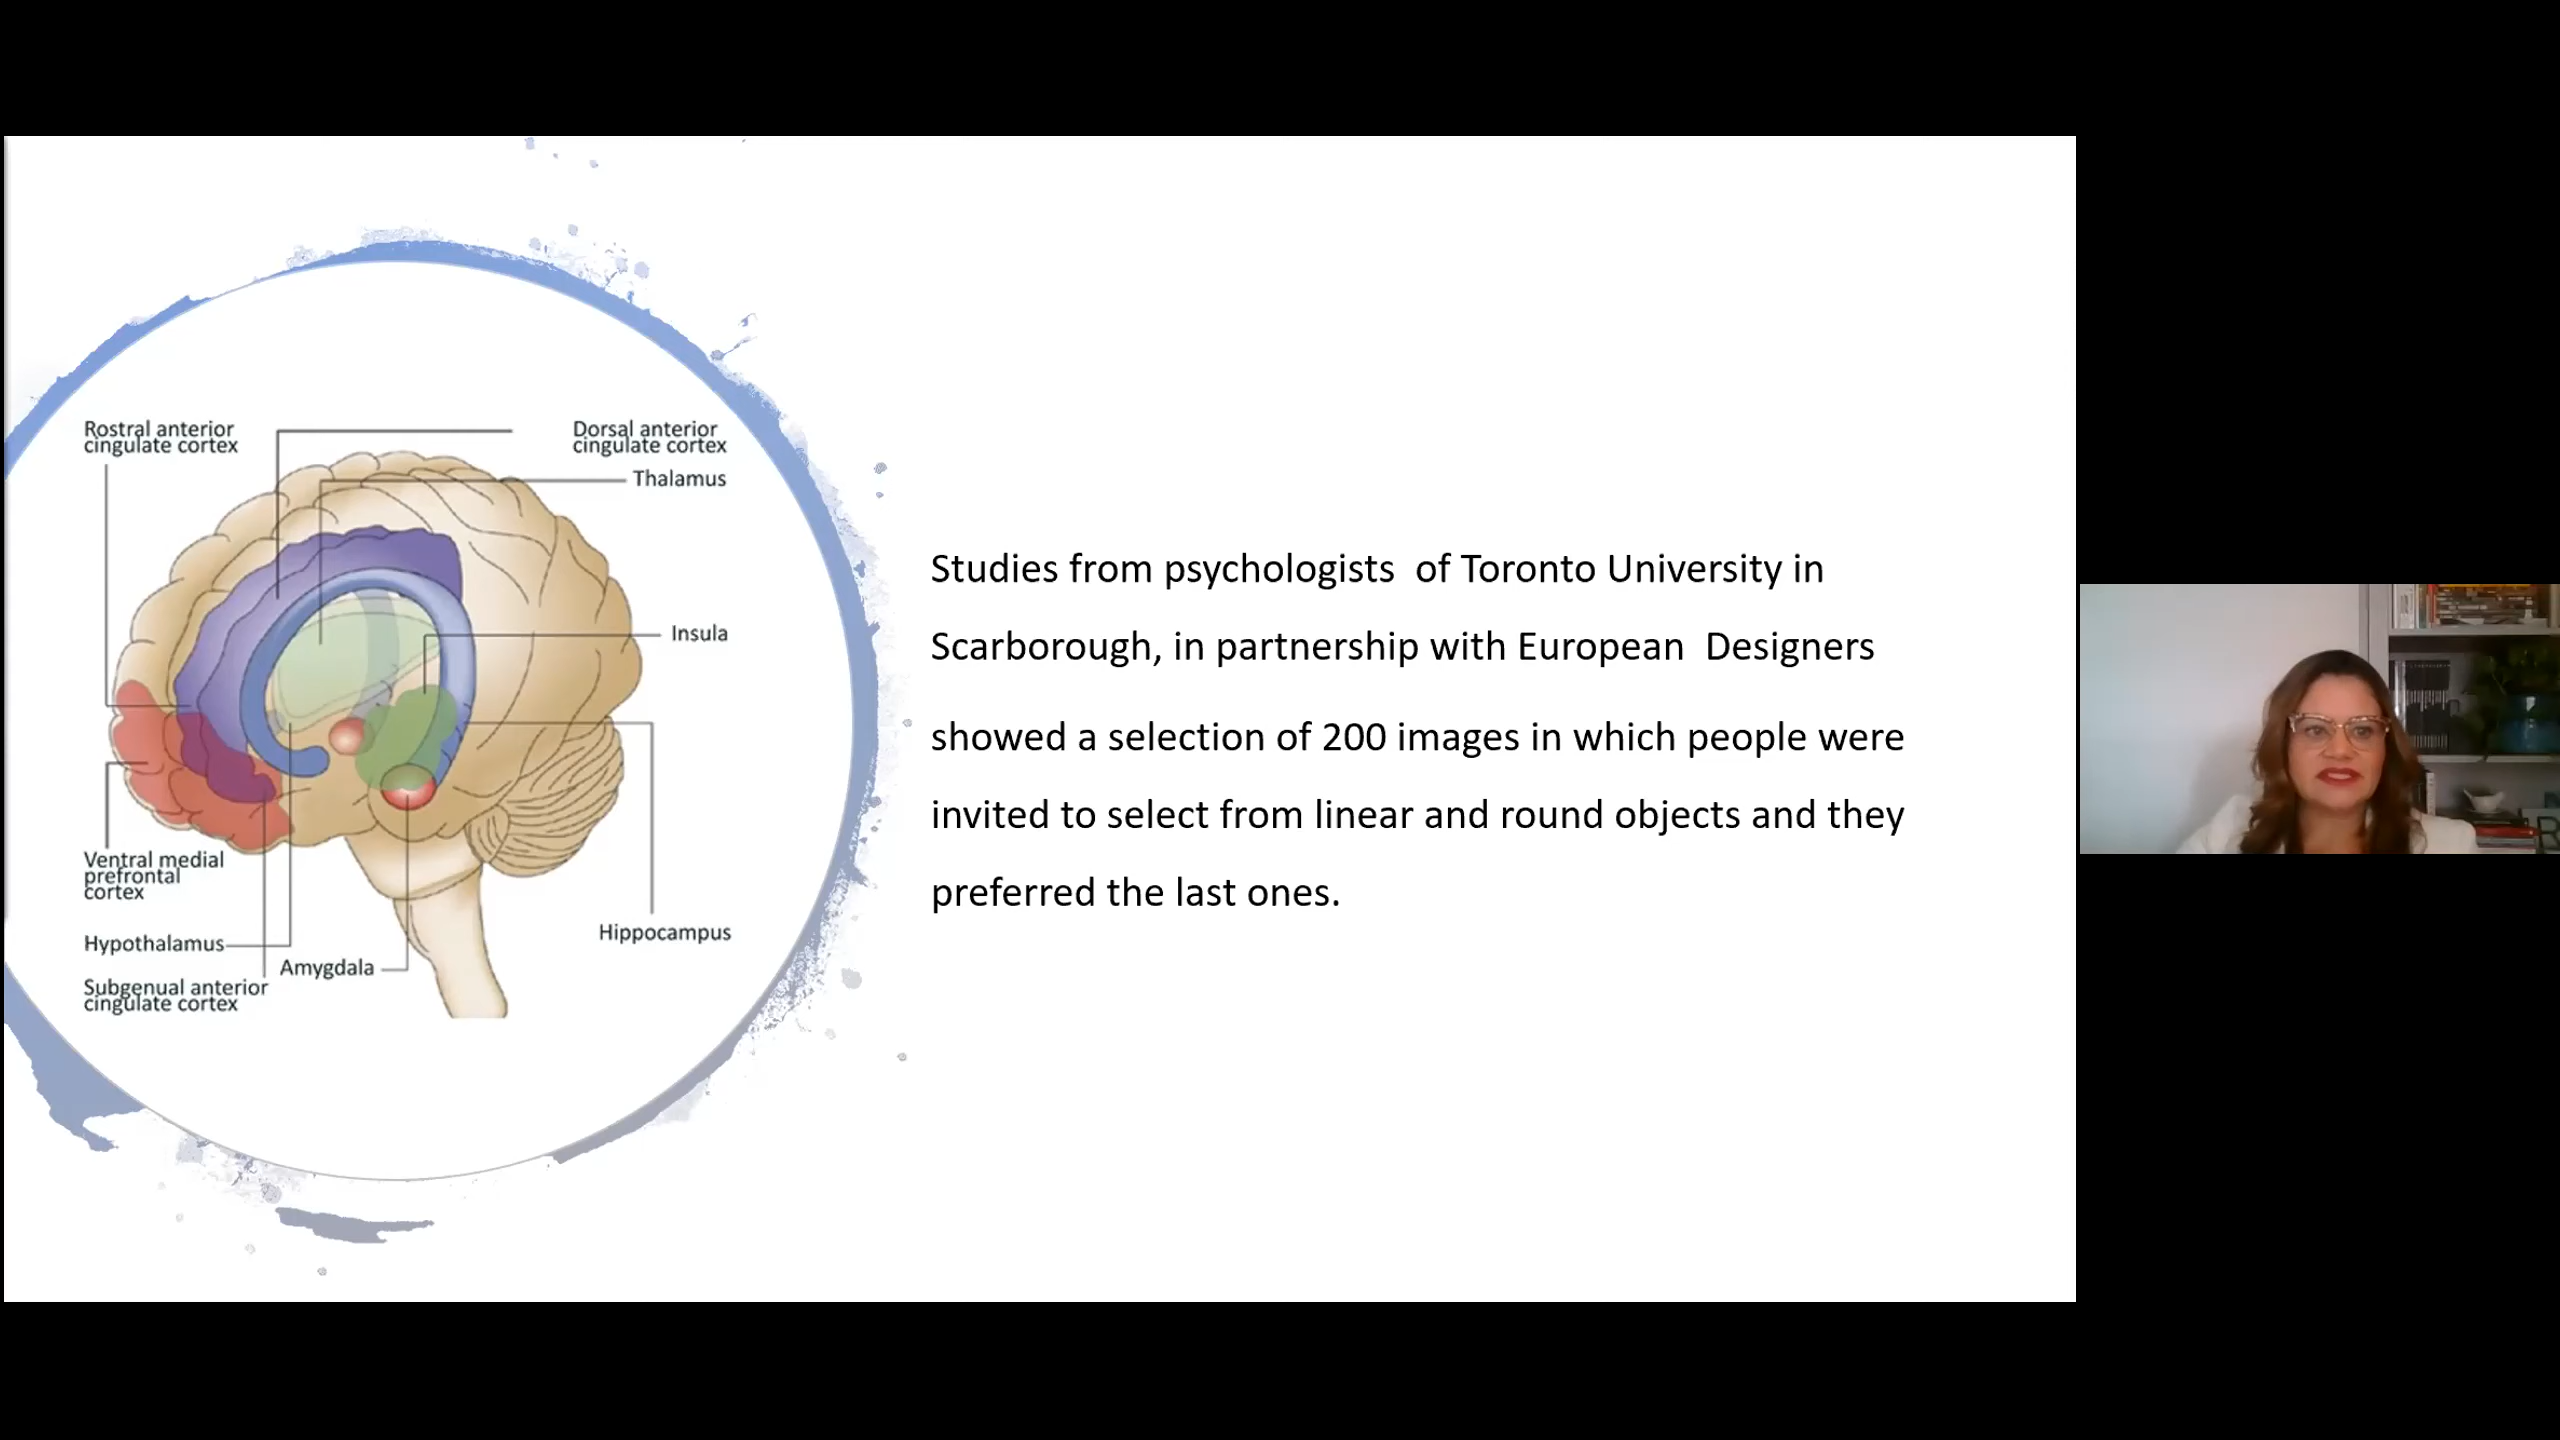 Rostral anterior
cingulate cortex
Dorsal anterior
cingulate cortex
Thalamus
Insula
Ventral medial
prefrontal
cortex
Hypothalamus
Amygdala
Hippocampus
Subgenual anterior
cingulate cortex
Studies from psychologists of Toronto University in
Scarborough, in partnership with European Designers
showed a selection of 200 images in which people were
invited to select from linear and round objects and they
preferred the last ones.